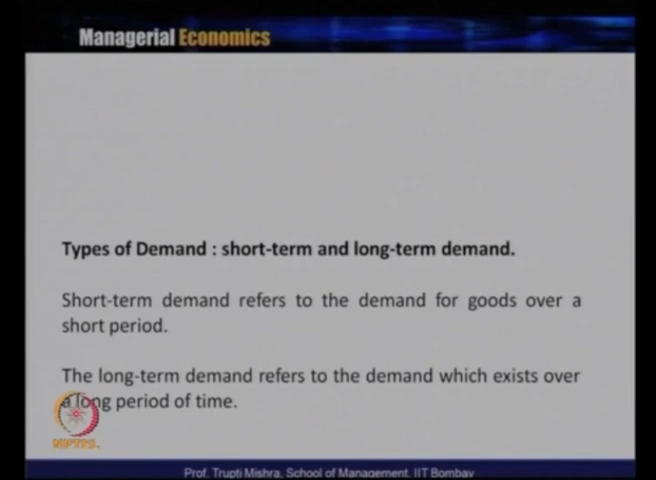 Managerial Economics
Types of Demand : short-term and long-term demand.
Short-term demand refers to the demand for goods over a
short period.
The long-term demand refers to the demand which exists over
a long period of time.
NPTEL
Prof. Trupti Mishra, School of Management, IIT Bombay